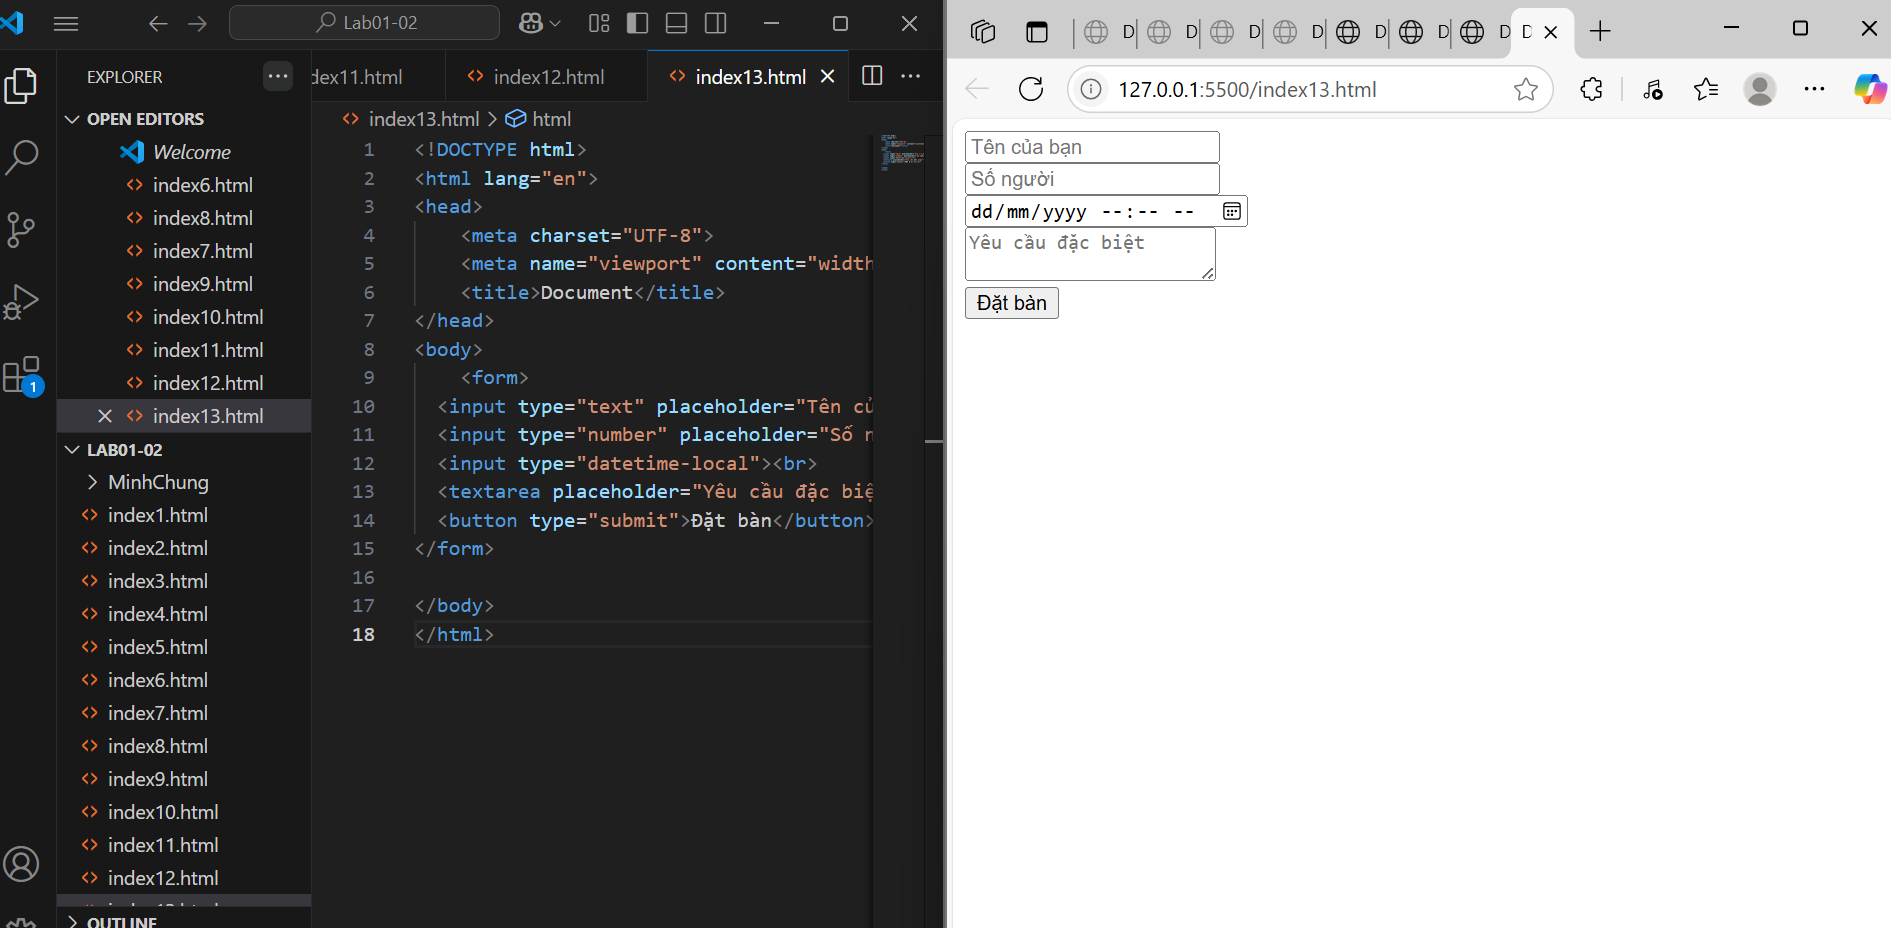 Lab01-02
EXPLORER
OPEN EDITORS
Welcome
index6.html
index8.html
index7.html
index9.html
index10.html
index11.html
index12.html
index13.html
LAB01-02
MinhChung
index1.html
index2.html
index3.html
index4.html
index5.html
index6.html
index7.html
index8.html
index9.html
index10.html
index11.html
index12.html
OUTLINE
1
dex11.html index12.html index13.html
index13.html > html
1 <!DOCTYPE html>
2 <html lang="en">
3 <head>
4 <meta charset="UTF-8">
5 <meta name="viewport" content="width
6 <title>Document</title>
7 </head>
8 <body>
9 <form>
10 <input type="text" placeholder="Tên củ
11 <input type="number" placeholder="Số n
12 <input type="datetime-local"><br>
13 <textarea placeholder="Yêu cầu đặc biệ
14 <button type="submit">Đặt bàn</button>
15 </form>
16
17 </body>
18 </html>
D D D D D D D D
127.0.0.1:5500/index13.html
Tên của bạn
Số người
dd/mm/yyyy --:-- --
Yêu cầu đặc biệt
Đặt bàn